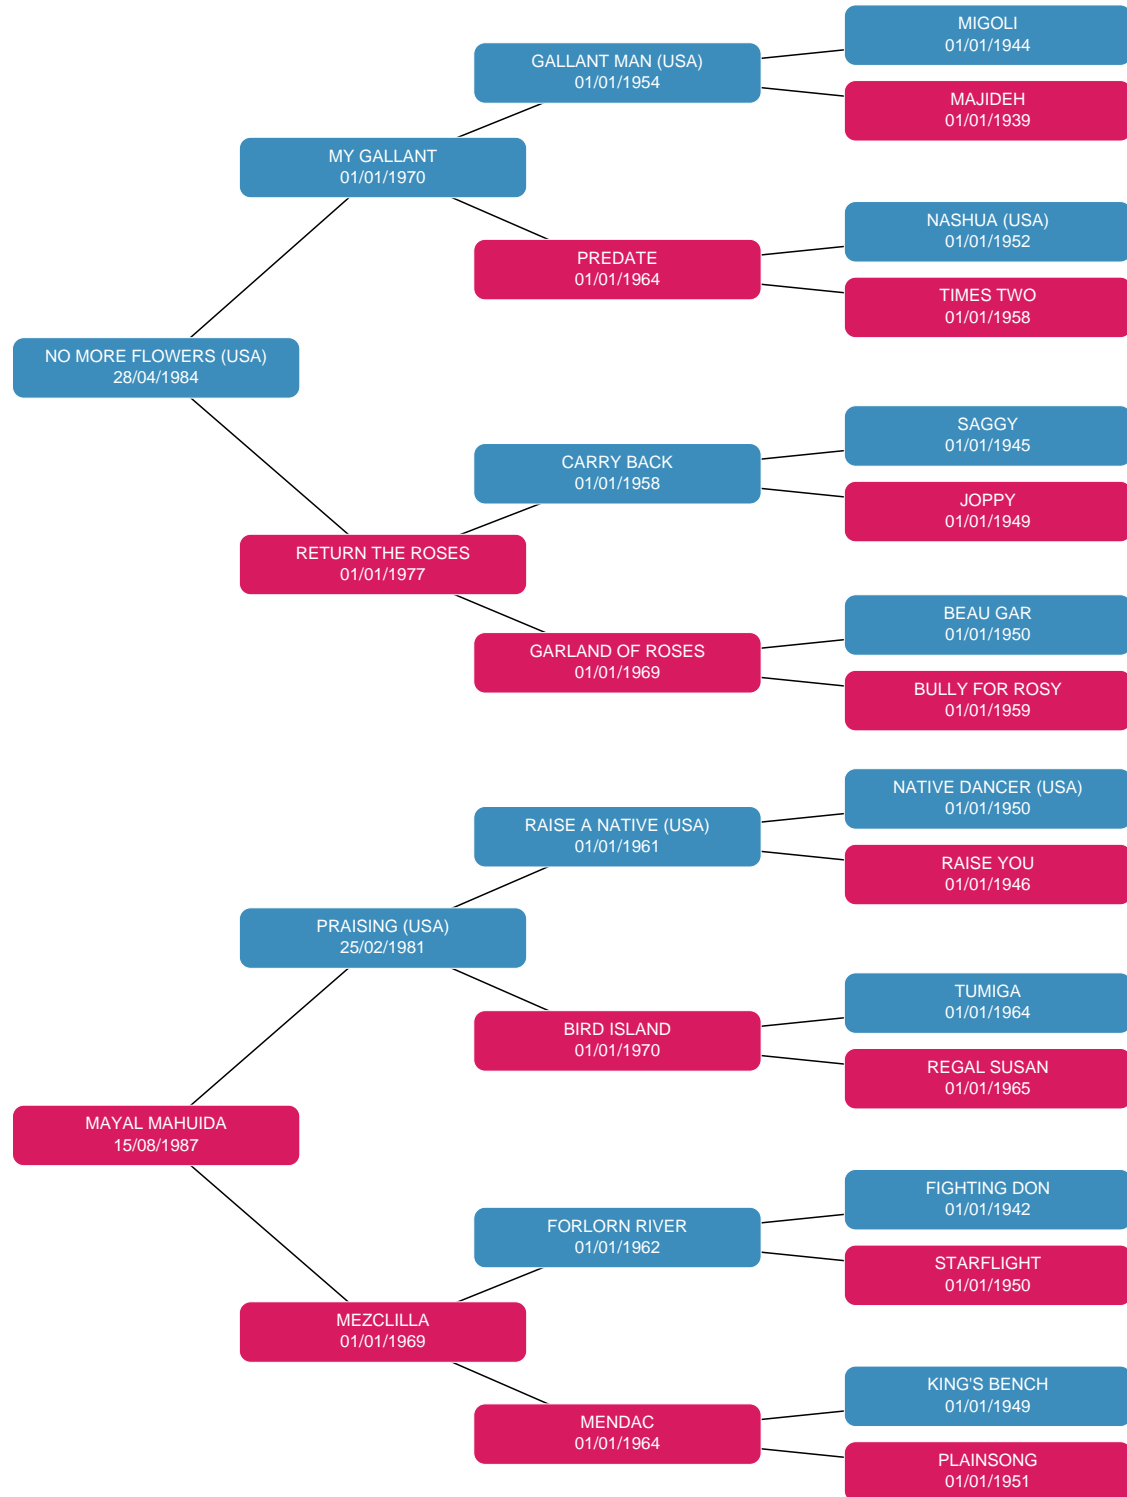 MIGOLI
01/01/1944
GALLANT MAN (USA)
01/01/1954
MAJIDEH
01/01/1939
MY GALLANT
01/01/1970
NASHUA (USA)
01/01/1952
PREDATE
01/01/1964
TIMES TWO
01/01/1958
NO MORE FLOWERS (USA)
28/04/1984
SAGGY
01/01/1945
CARRY BACK
01/01/1958
JOPPY
01/01/1949
RETURN THE ROSES
01/01/1977
BEAU GAR
01/01/1950
GARLAND OF ROSES
01/01/1969
BULLY FOR ROSY
01/01/1959
NATIVE DANCER (USA)
01/01/1950
RAISE A NATIVE (USA)
01/01/1961
RAISE YOU
01/01/1946
PRAISING (USA)
25/02/1981
TUMIGA
01/01/1964
BIRD ISLAND
01/01/1970
REGAL SUSAN
01/01/1965
MAYAL MAHUIDA
15/08/1987
FIGHTING DON
01/01/1942
FORLORN RIVER
01/01/1962
STARFLIGHT
01/01/1950
MEZCLILLA
01/01/1969
KING'S BENCH
01/01/1949
MENDAC
01/01/1964
PLAINSONG
01/01/1951